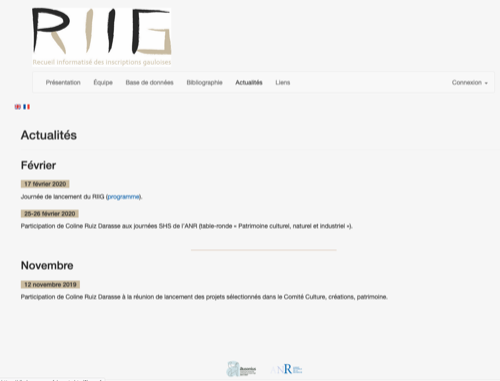 RIIG
Recueil informatisé des inscriptions gauloises
Présentation Équipe Base de données Bibliographie Actualités Liens Connexion
Actualités
Février
17 février 2020
Journée de lancement du RIIG (programme).
25-26 février 2020
Participation de Coline Ruiz Darasse aux journées SHS de l'ANR (table-ronde « Patrimoine culturel, naturel et industriel »).
Novembre
12 novembre 2019
Participation de Coline Ruiz Darasse à la réunion de lancement des projets sélectionnés dans le Comité Culture, créations, patrimoine.
ANR